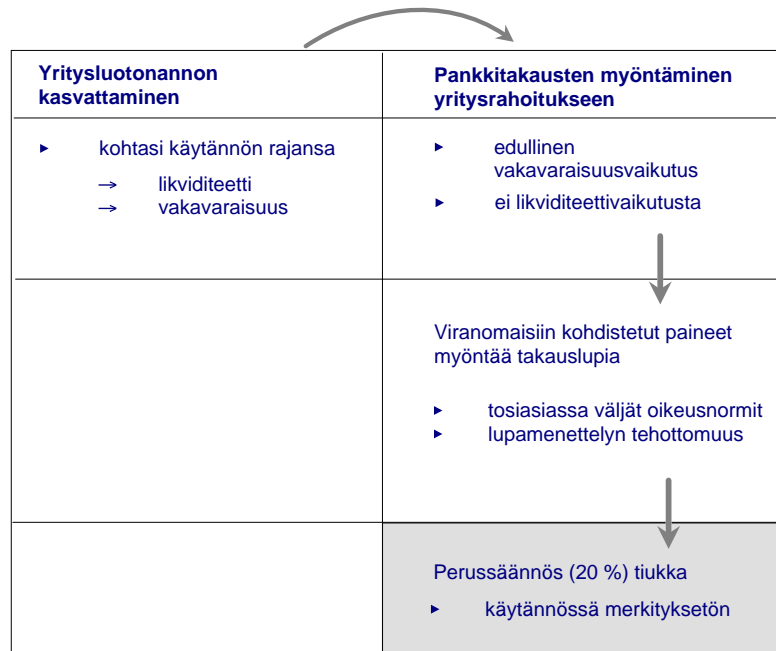 Yritysluotonannon
kasvattaminen
► kohtasi käytännön rajansa
→ likviditeetti
→ vakavaraisuus
Pankkitakausten myöntäminen
yritysrahoitukseen
► edullinen
vakavaraisuusvaikutus
► ei likviditeettivaikutusta
Viranomaisiin kohdistetut paineet
myöntää takauslupia
► tosiasiassa väljät oikeusnormit
► lupamenettelyn tehottomuus
Perussäännös (20 %) tiukka
► käytännössä merkityksetön